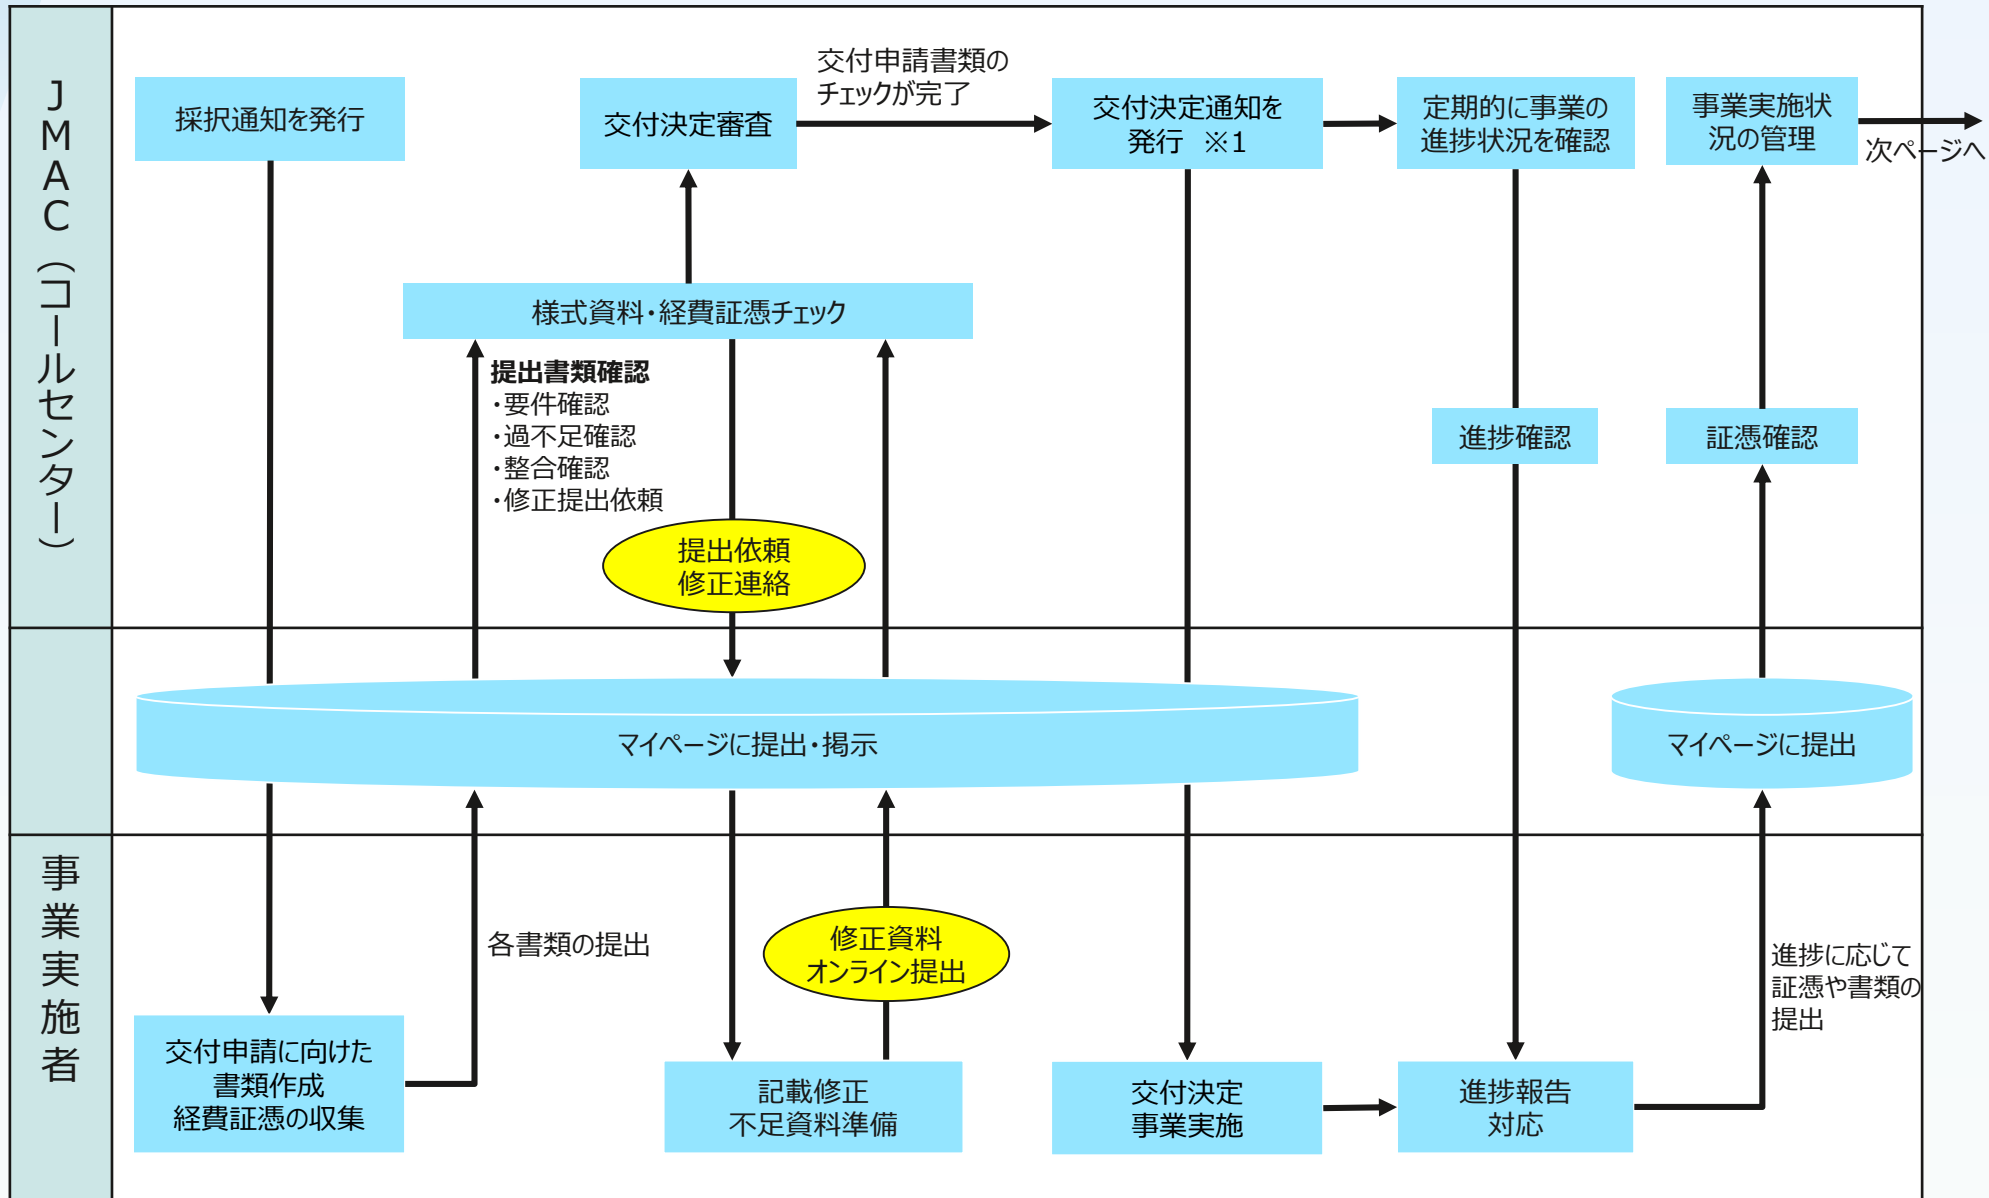 JMAC（コールセンター）
採択通知を発行
交付決定審査
交付申請書類の
チェックが完了
交付決定通知を
発行　※1
定期的に事業の
進捗状況を確認
事業実施状
況の管理
次ページへ
様式資料・経費証憑チェック
提出書類確認
・要件確認
・過不足確認
・整合確認
・修正提出依頼
進捗確認
証憑確認
提出依頼
修正連絡
マイページに提出・掲示
マイページに提出
事業実施者
各書類の提出
修正資料
オンライン提出
進捗に応じて
証憑や書類の
提出
交付申請に向けた
書類作成
経費証憑の収集
記載修正
不足資料準備
交付決定
事業実施
進捗報告
対応